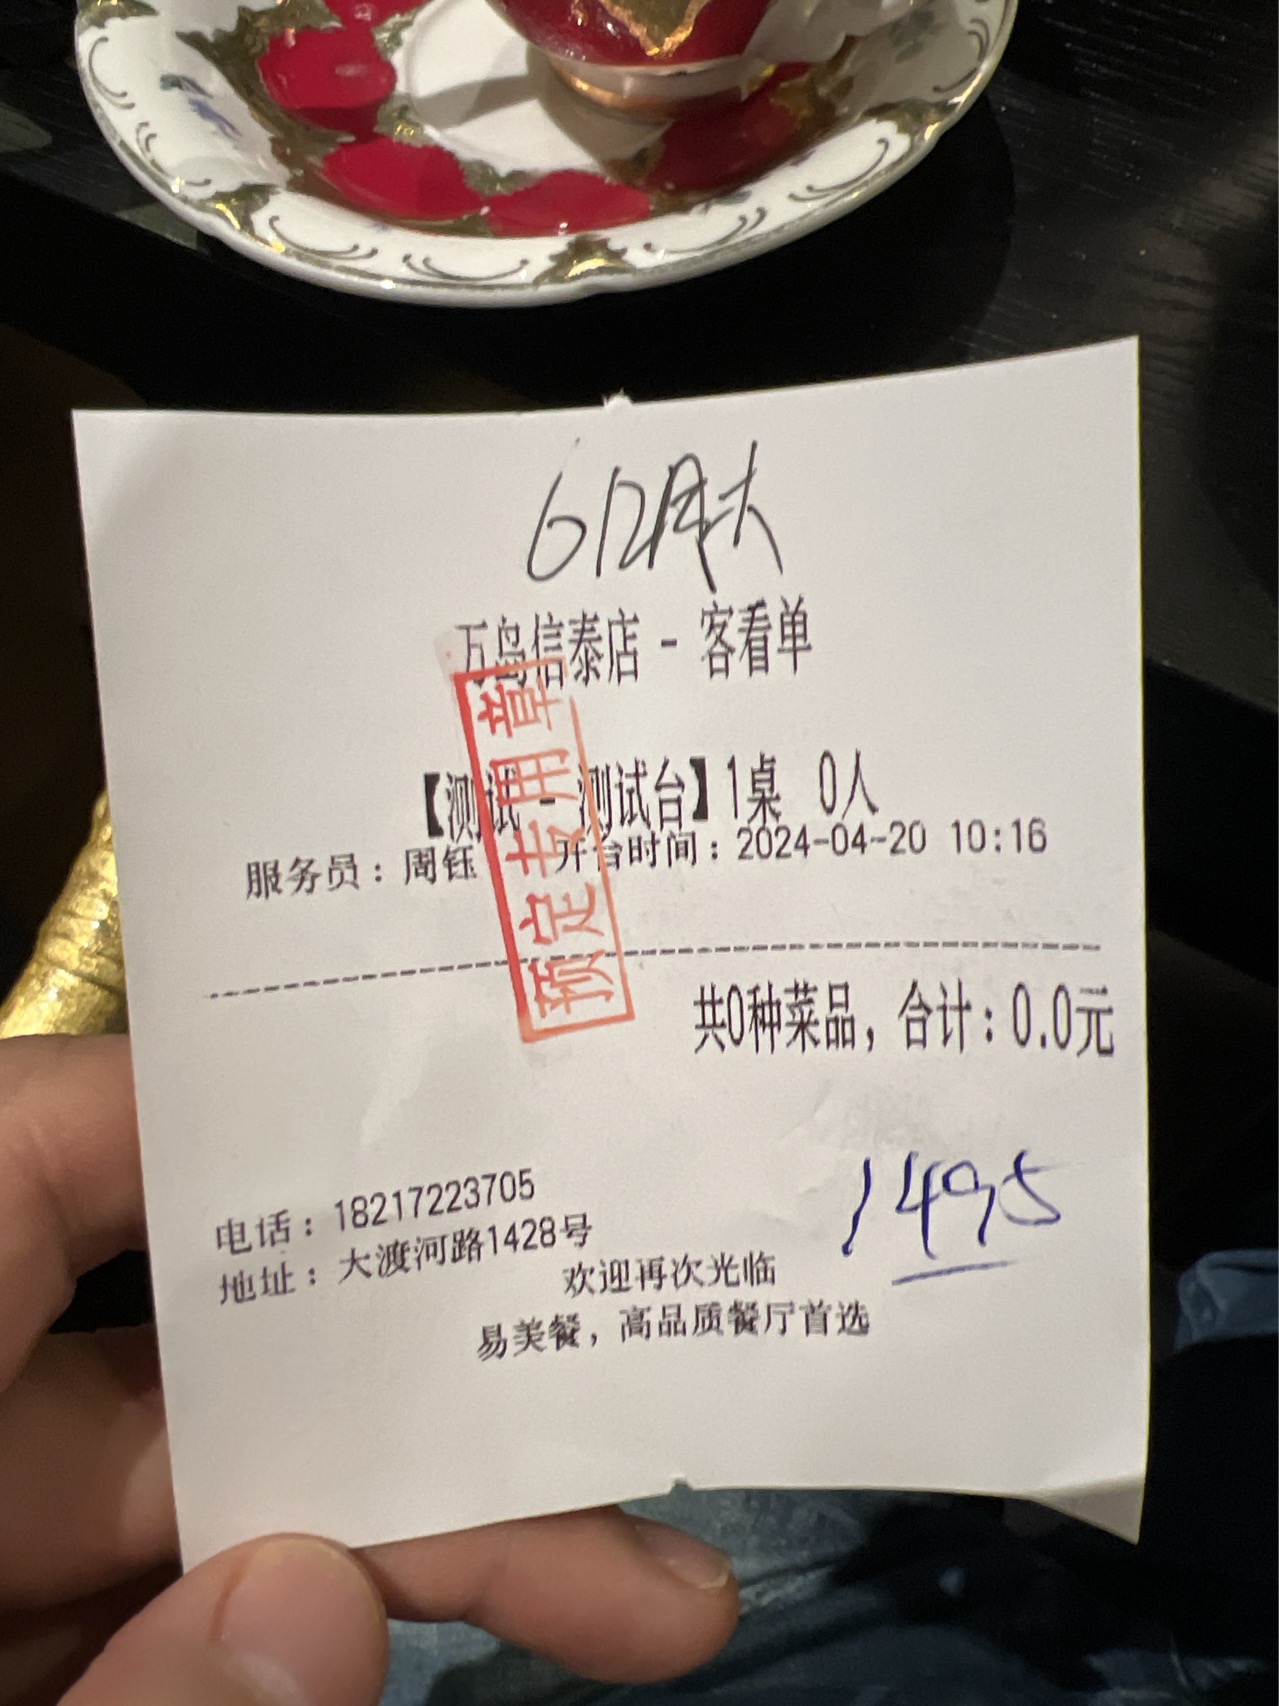 612
万岛信泰店 - 客看单
【测试 - 测试台】1桌 0人
服务员：周钰 开台时间：2024-04-20 10:16
预定专用章
共0种菜品，合计：0.0元
1495
电话：18217223705
地址：大渡河路1428号
欢迎再次光临
易美餐，高品质餐厅首选